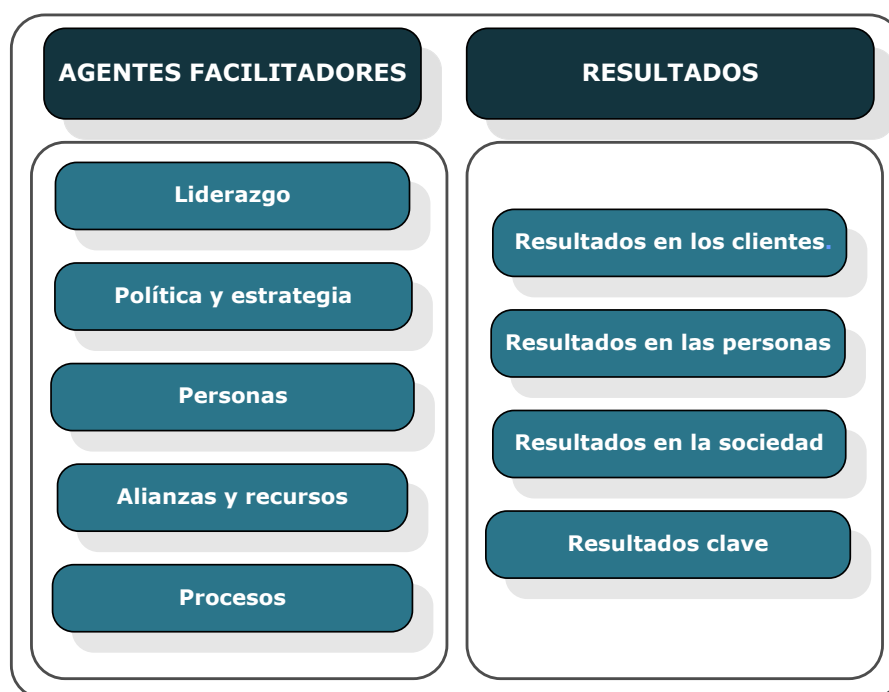 AGENTES FACILITADORES
Liderazgo
Política y estrategia
Personas
Alianzas y recursos
Procesos
RESULTADOS
Resultados en los clientes.
Resultados en las personas
Resultados en la sociedad
Resultados clave